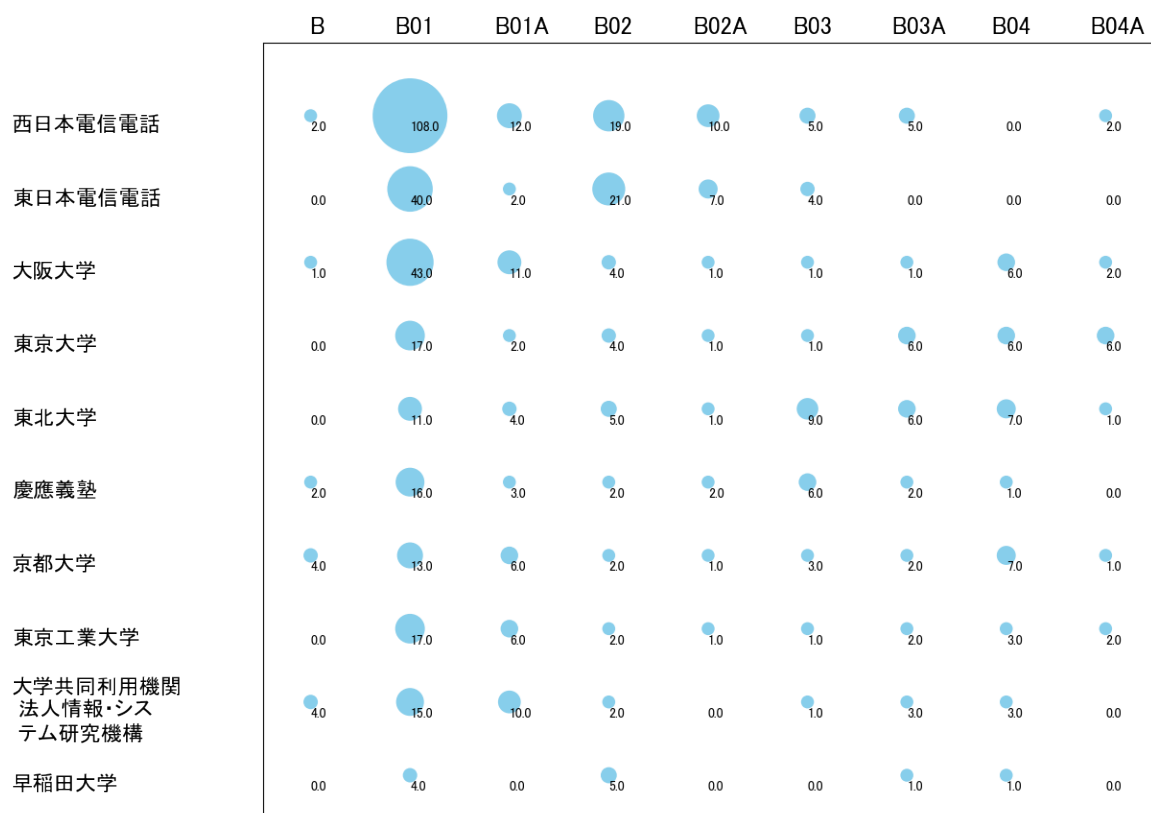 B B01 B01A B02 B02A B03 B03A B04 B04A
西日本電信電話 2.0 108.0 12.0 19.0 10.0 5.0 5.0 0.0 2.0
東日本電信電話 0.0 40.0 2.0 21.0 7.0 4.0 0.0 0.0 0.0
大阪大学 1.0 43.0 11.0 4.0 1.0 1.0 1.0 6.0 2.0
東京大学 0.0 17.0 2.0 4.0 1.0 1.0 6.0 6.0 6.0
東北大学 0.0 11.0 4.0 5.0 1.0 9.0 6.0 7.0 1.0
慶應義塾 2.0 16.0 3.0 2.0 2.0 6.0 2.0 1.0 0.0
京都大学 4.0 13.0 6.0 2.0 1.0 3.0 2.0 7.0 1.0
東京工業大学 0.0 17.0 6.0 2.0 1.0 1.0 2.0 3.0 2.0
大学共同利用機関
法人情報・シス 4.0 15.0 10.0 2.0 0.0 1.0 3.0 3.0 0.0
テム研究機構
早稲田大学 0.0 4.0 0.0 5.0 0.0 0.0 1.0 1.0 0.0